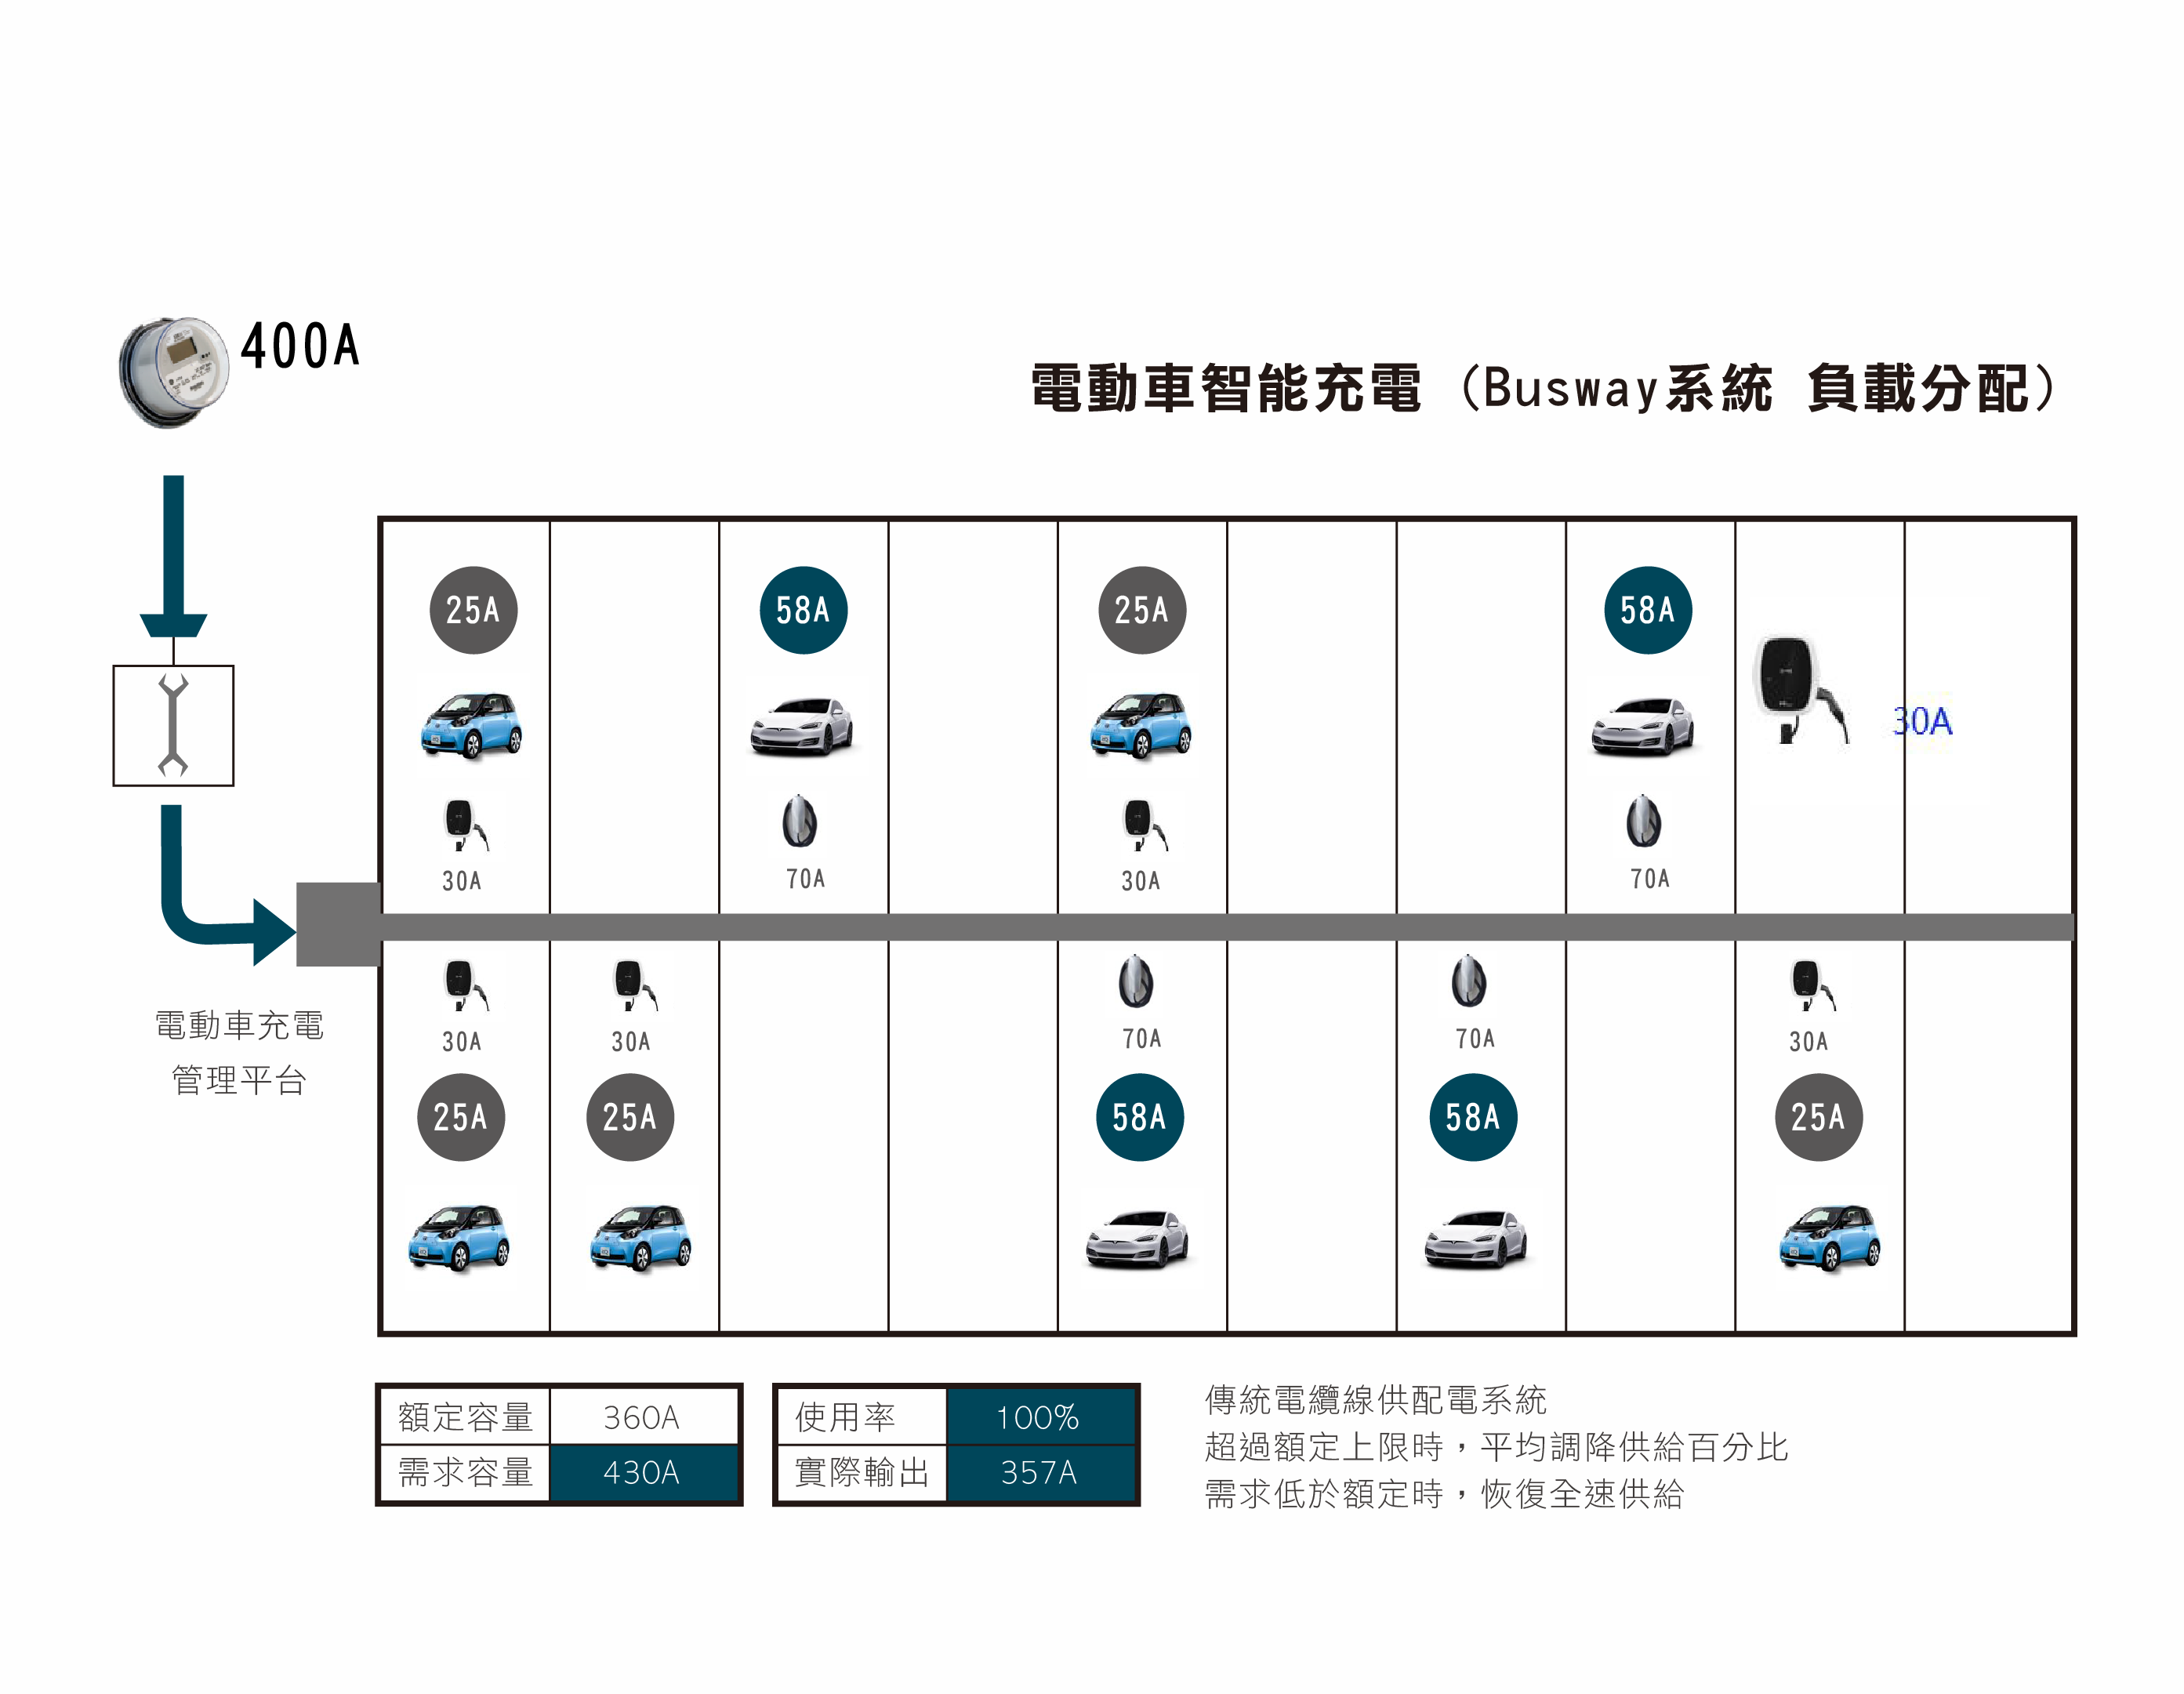 400A
電動車智能充電 (Busway系統 負載分配)
25A 58A 25A 58A
30A
30A 70A 30A 70A
30A 30A 70A 70A 30A
電動車充電
管理平台
25A 25A 58A 58A 25A
額定容量 360A
需求容量 430A
使用率 100%
實際輸出 357A
傳統電纜線供配電系統
超過額定上限時，平均調降供給百分比
需求低於額定時，恢復全速供給